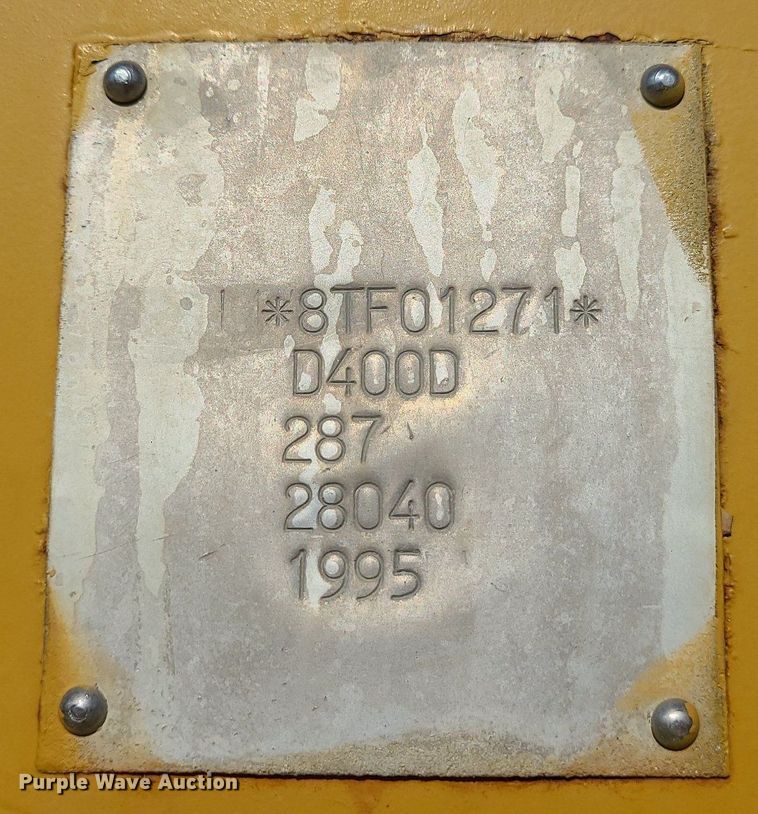 *8TF01271*
D400D
287
28040
1995
Purple Wave Auction